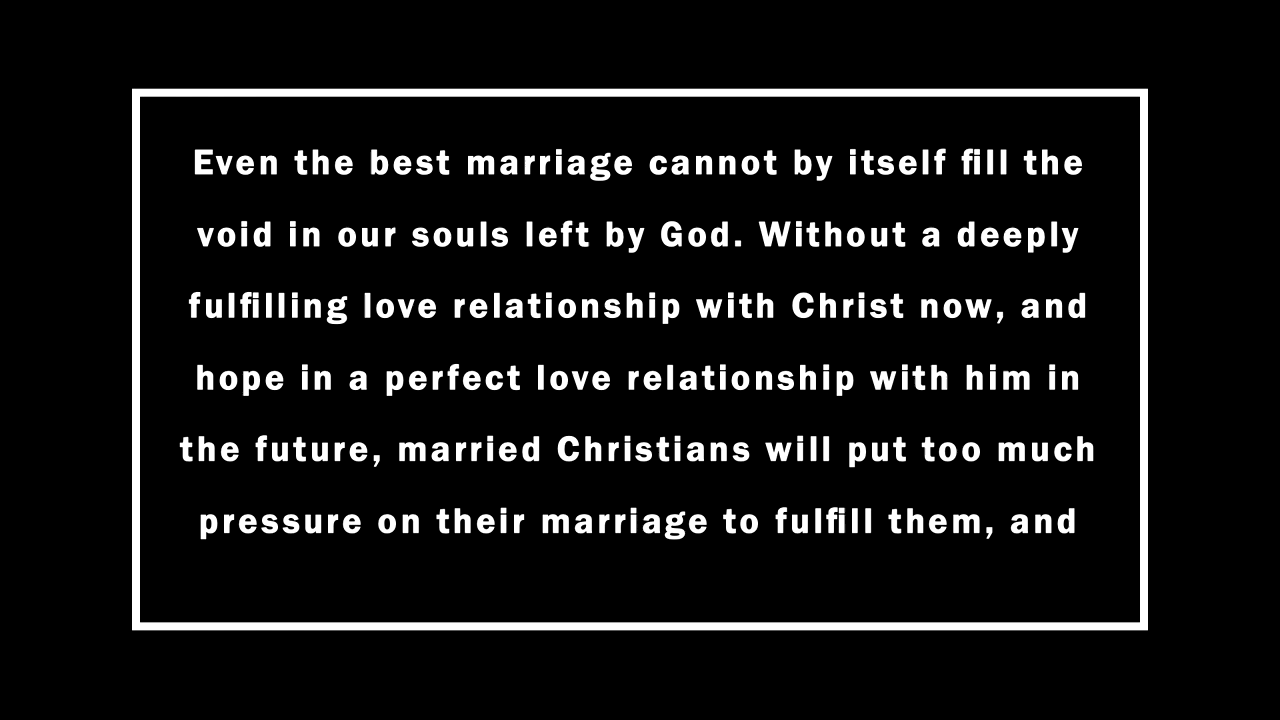 Even the best marriage cannot by itself fill the
void in our souls left by God. Without a deeply
fulfilling love relationship with Christ now, and
hope in a perfect love relationship with him in
the future, married Christians will put too much
pressure on their marriage to fulfill them, and